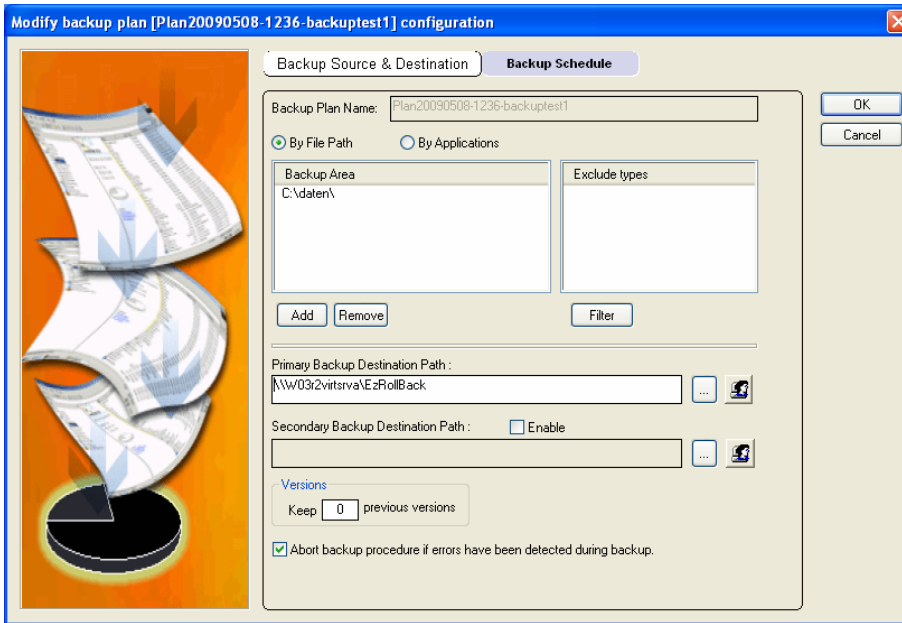 Modify backup plan [Plan20090508-1236-backuptest1] configuration
Backup Source & Destination
Backup Schedule
Backup Plan Name:
Plan20090508-1236-backuptest1
OK
Cancel
By File Path
By Applications
Backup Area
Exclude types
C:\daten\
Add
Remove
Filter
Primary Backup Destination Path :
\\W03r2virtsrva\EzRollBack
...
Secondary Backup Destination Path :
Enable
...
Versions
Keep 0 previous versions
Abort backup procedure if errors have been detected during backup.